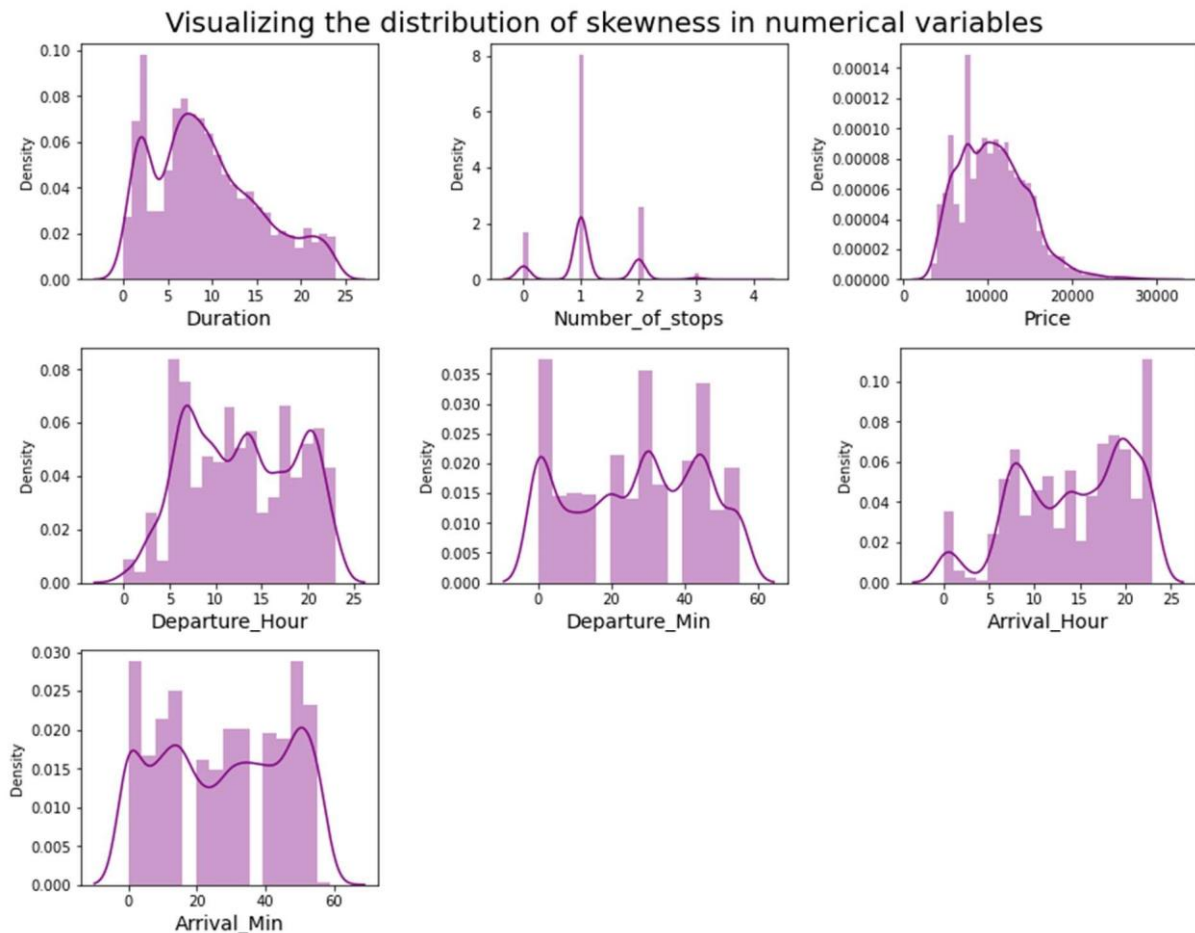 Visualizing the distribution of skewness in numerical variables
0.10
0.08
0.06
0.04
0.02
0.00
Density
0 5 10 15 20 25
Duration
8
6
4
2
0
Density
0 1 2 3 4
Number_of_stops
0.00014
0.00012
0.00010
0.00008
0.00006
0.00004
0.00002
0.00000
Density
0 10000 20000 30000
Price
0.08
0.06
0.04
0.02
0.00
Density
0 5 10 15 20 25
Departure_Hour
0.035
0.030
0.025
0.020
0.015
0.010
0.005
0.000
Density
0 20 40 60
Departure_Min
0.10
0.08
0.06
0.04
0.02
0.00
Density
0 5 10 15 20 25
Arrival_Hour
0.030
0.025
0.020
0.015
0.010
0.005
0.000
Density
0 20 40 60
Arrival_Min